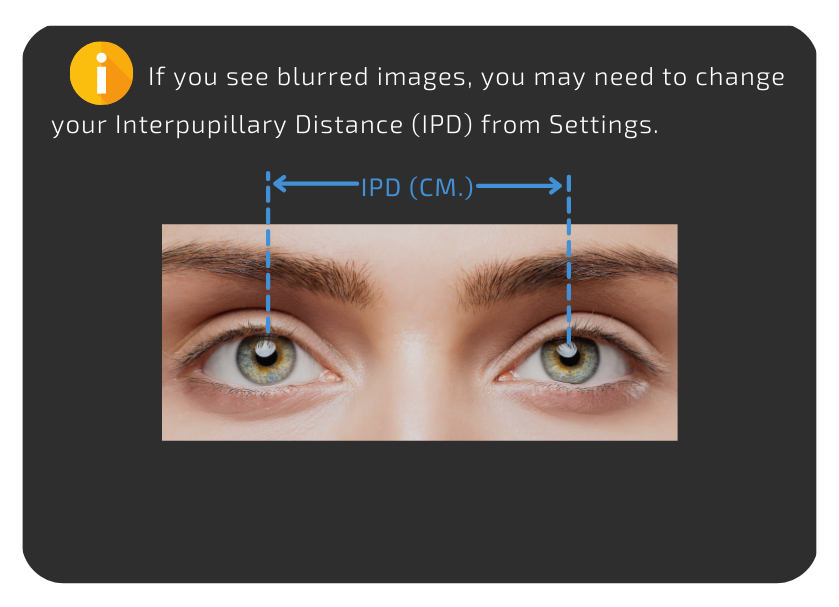 If you see blurred images, you may need to change
your Interpupillary Distance (IPD) from Settings.
IPD (CM.)